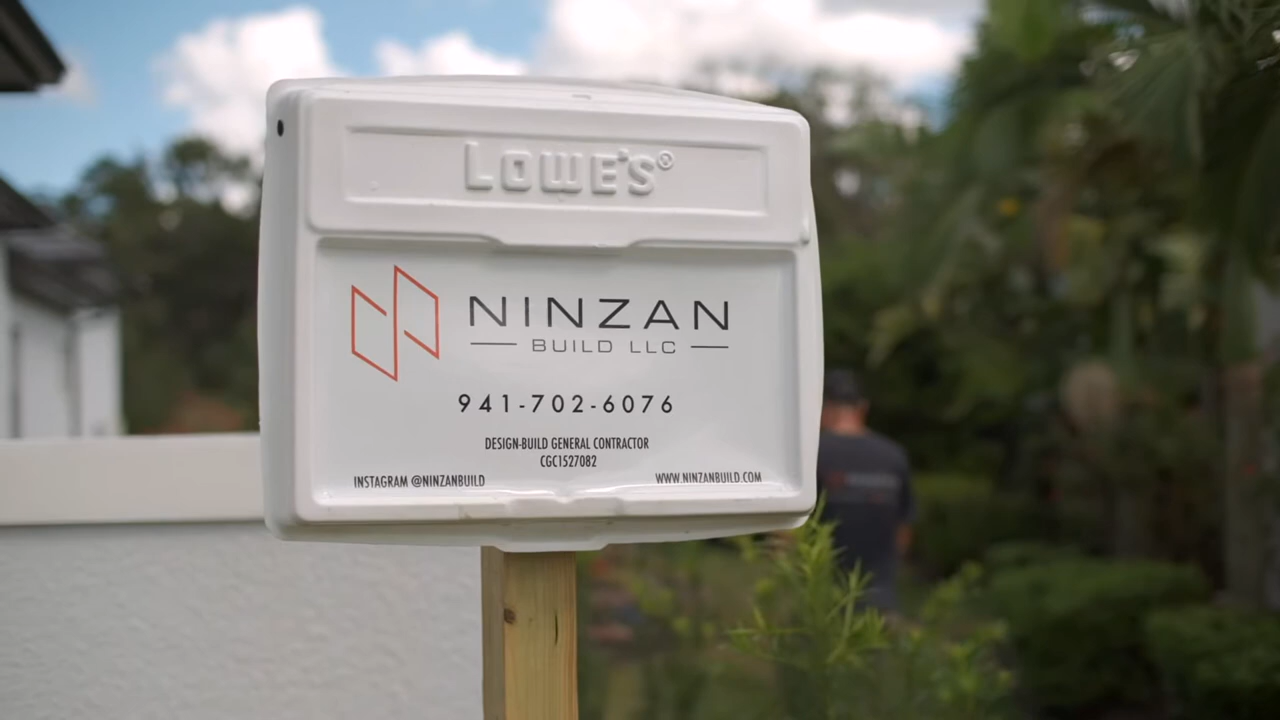 LOWE'S®
NINZAN
BUILD LLC
941-702-6076
DESIGN-BUILD GENERAL CONTRACTOR
CGC1527082
INSTAGRAM @NINZANBUILD
WWW.NINZANBUILD.COM